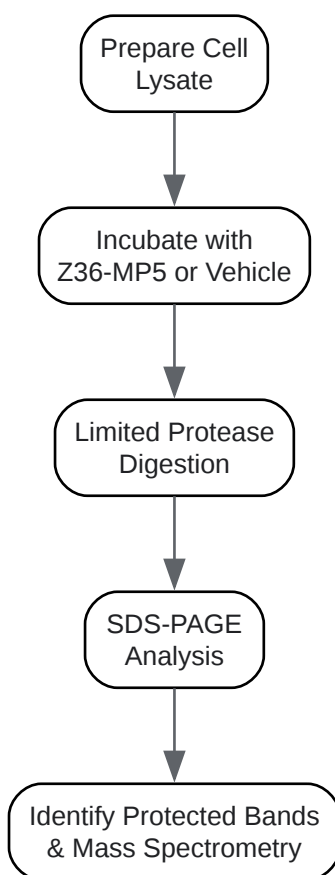 Prepare Cell
Lysate
Incubate with
Z36-MP5 or Vehicle
Limited Protease
Digestion
SDS-PAGE
Analysis
Identify Protected Bands
& Mass Spectrometry